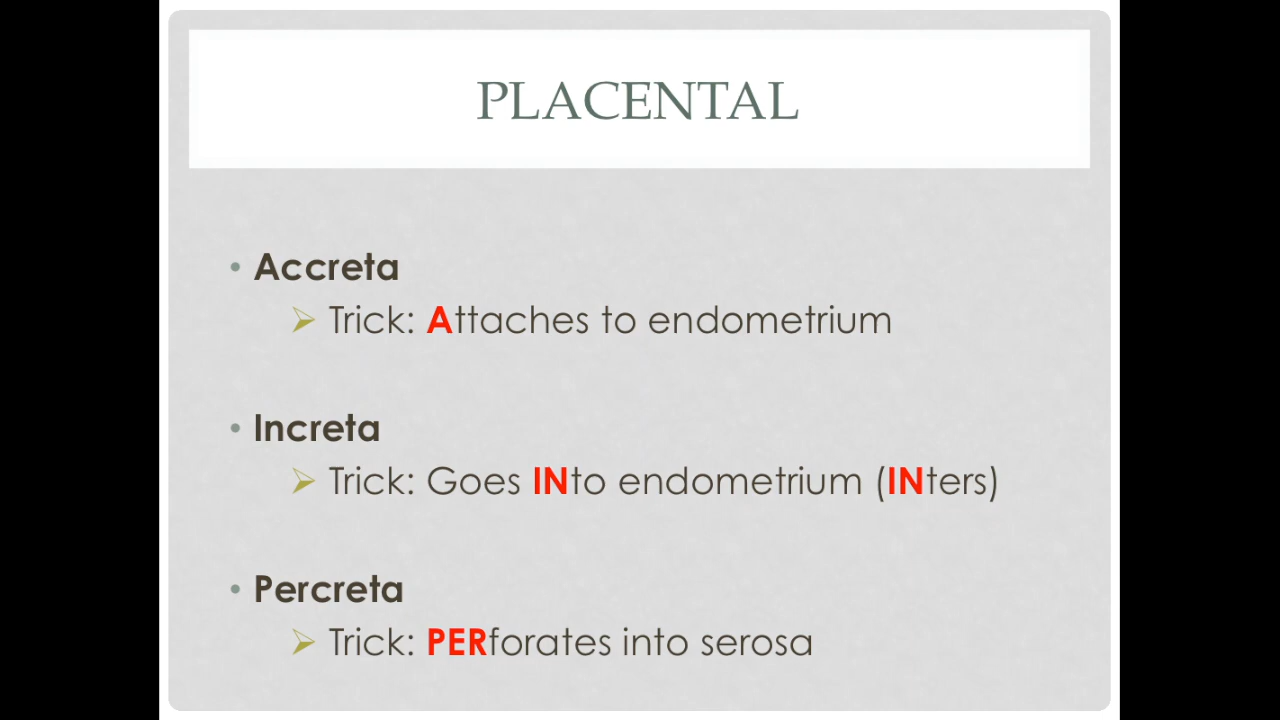 PLACENTAL
• Accreta
➢ Trick: Attaches to endometrium
• Increta
➢ Trick: Goes INto endometrium (INters)
• Percreta
➢ Trick: PERforates into serosa